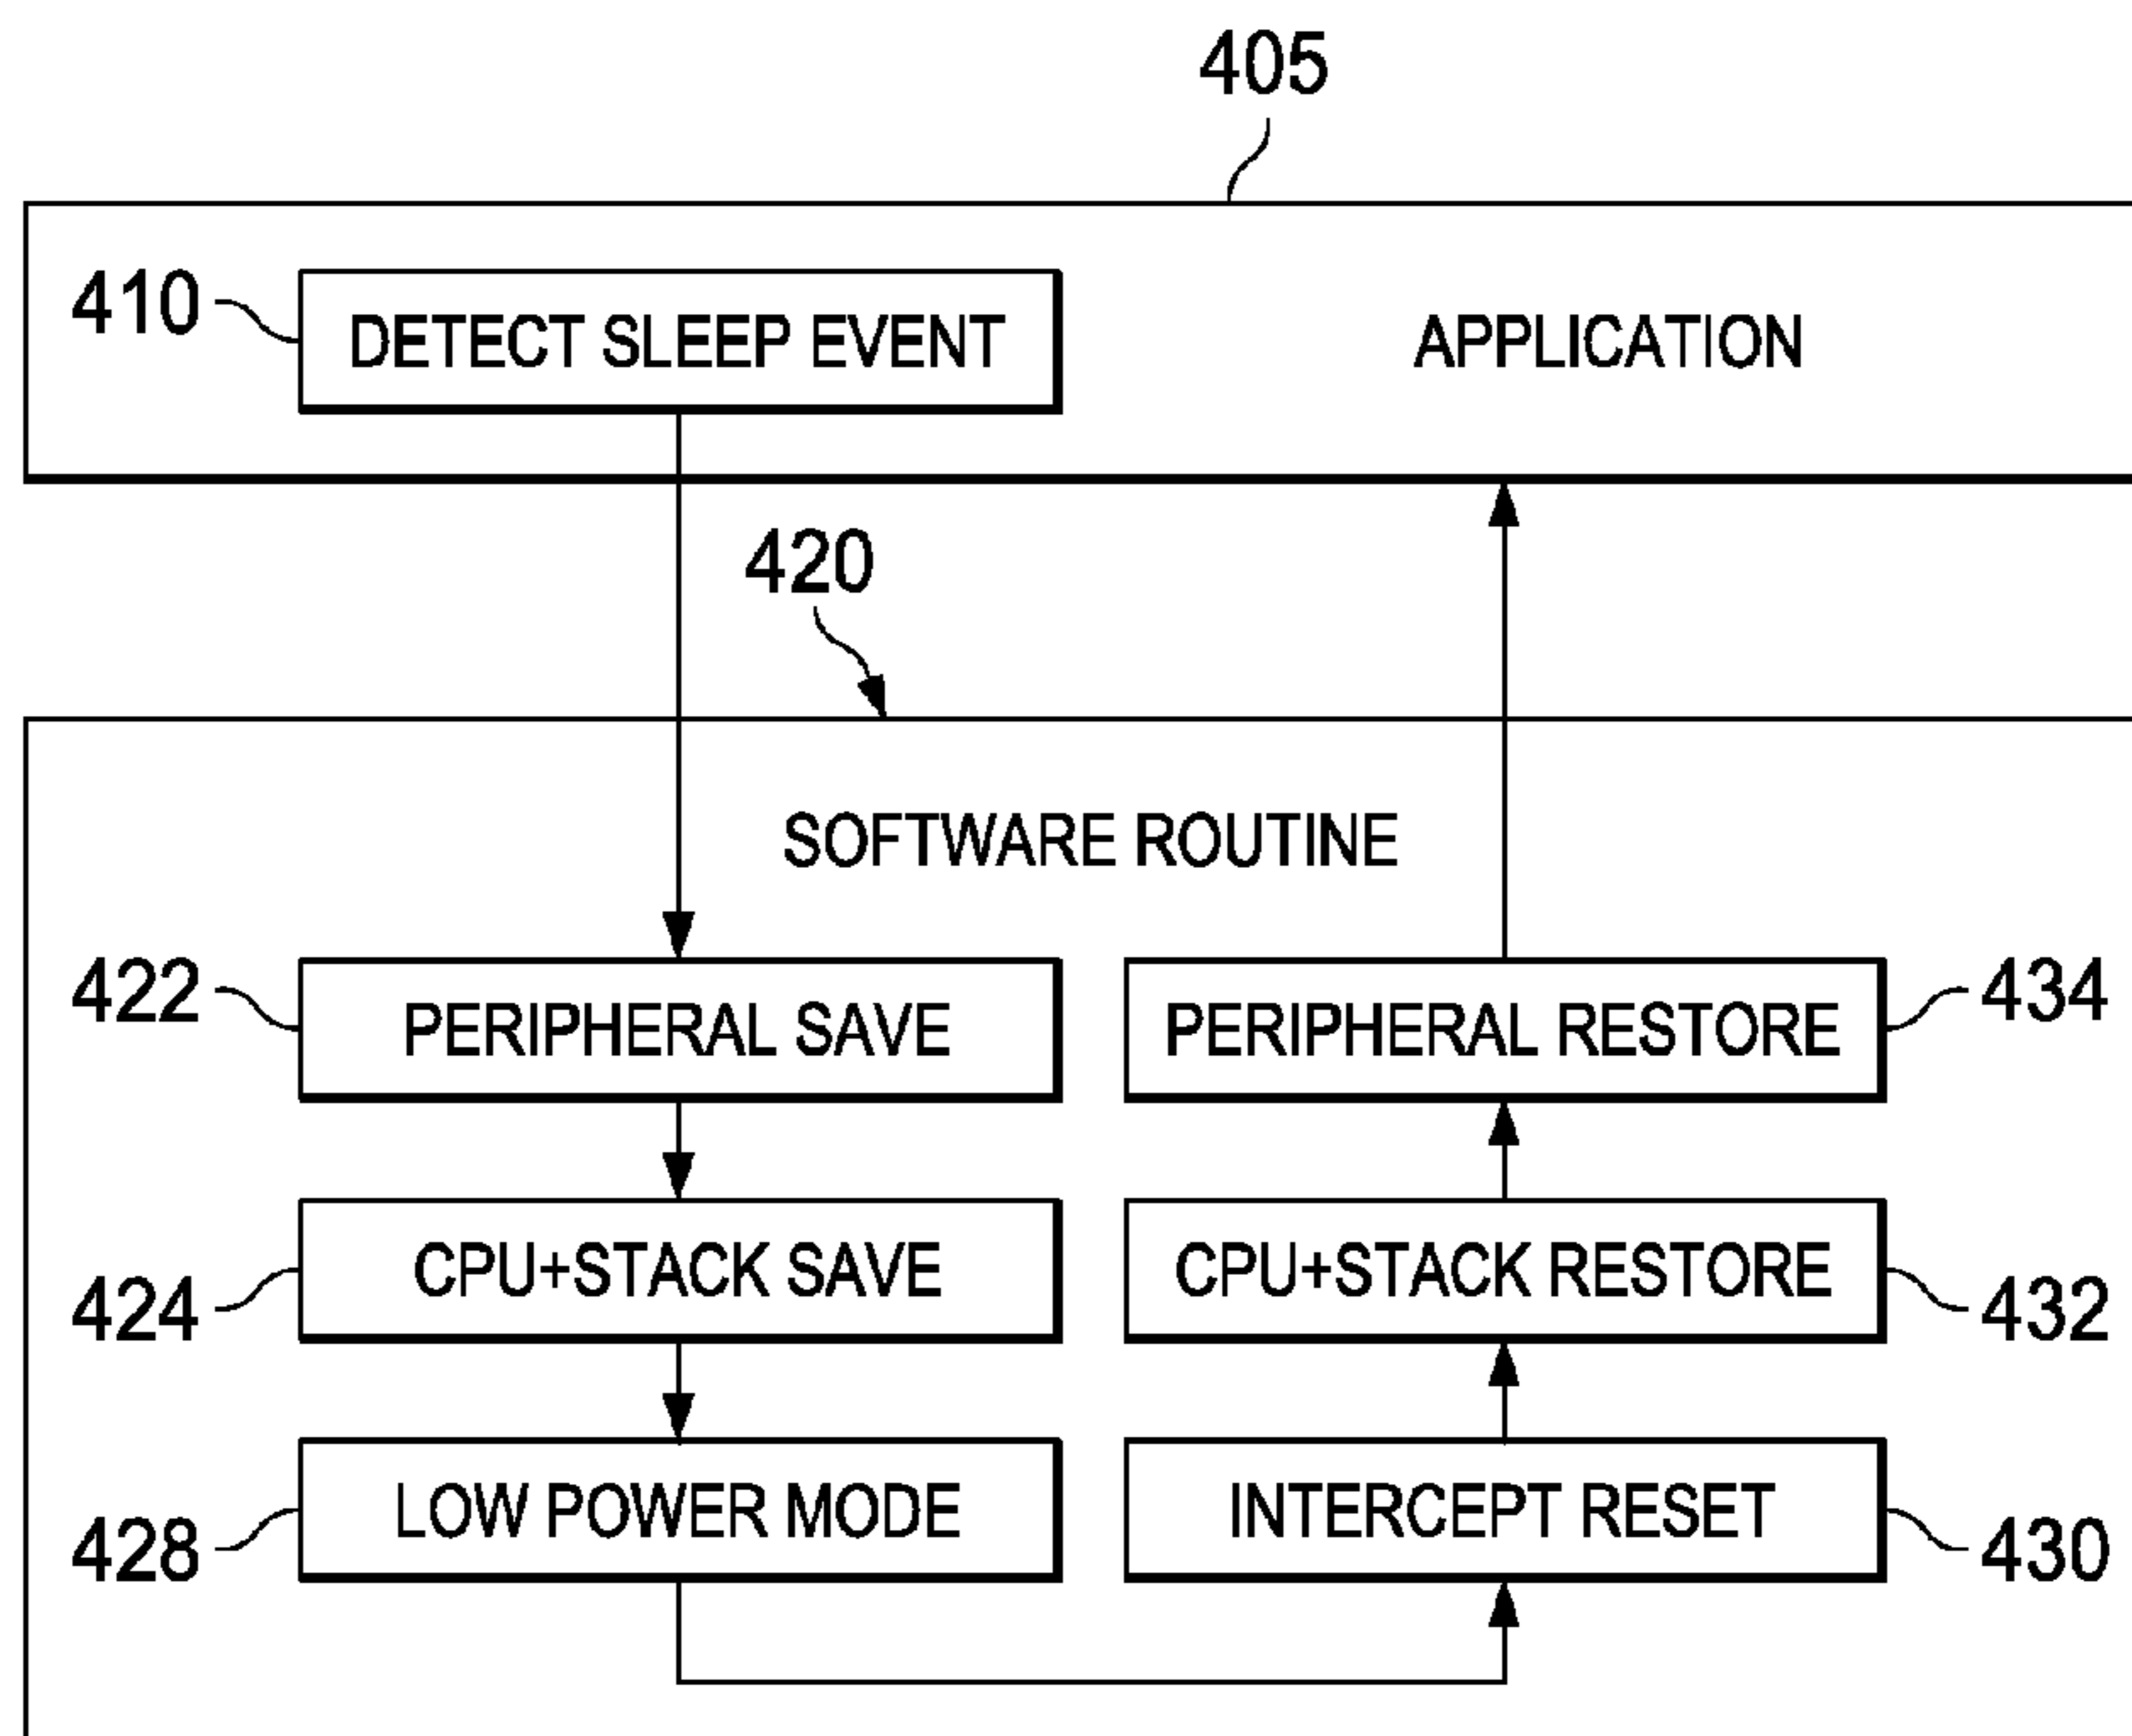 405
410
DETECT SLEEP EVENT
APPLICATION
420
SOFTWARE ROUTINE
422
PERIPHERAL SAVE
PERIPHERAL RESTORE
434
424
CPU+STACK SAVE
CPU+STACK RESTORE
432
428
LOW POWER MODE
INTERCEPT RESET
430